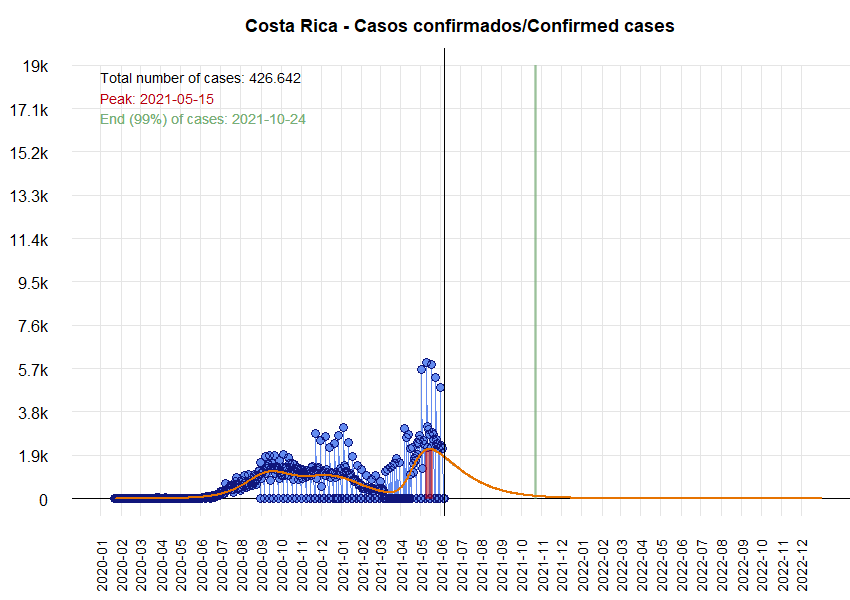 Costa Rica - Casos confirmados/Confirmed cases
Total number of cases: 426.642
Peak: 2021-05-15
End (99%) of cases: 2021-10-24
19k
17.1k
15.2k
13.3k
11.4k
9.5k
7.6k
5.7k
3.8k
1.9k
0
2020-01
2020-02
2020-03
2020-04
2020-05
2020-06
2020-07
2020-08
2020-09
2020-10
2020-11
2020-12
2021-01
2021-02
2021-03
2021-04
2021-05
2021-06
2021-07
2021-08
2021-09
2021-10
2021-11
2021-12
2022-01
2022-02
2022-03
2022-04
2022-05
2022-06
2022-07
2022-08
2022-09
2022-10
2022-11
2022-12